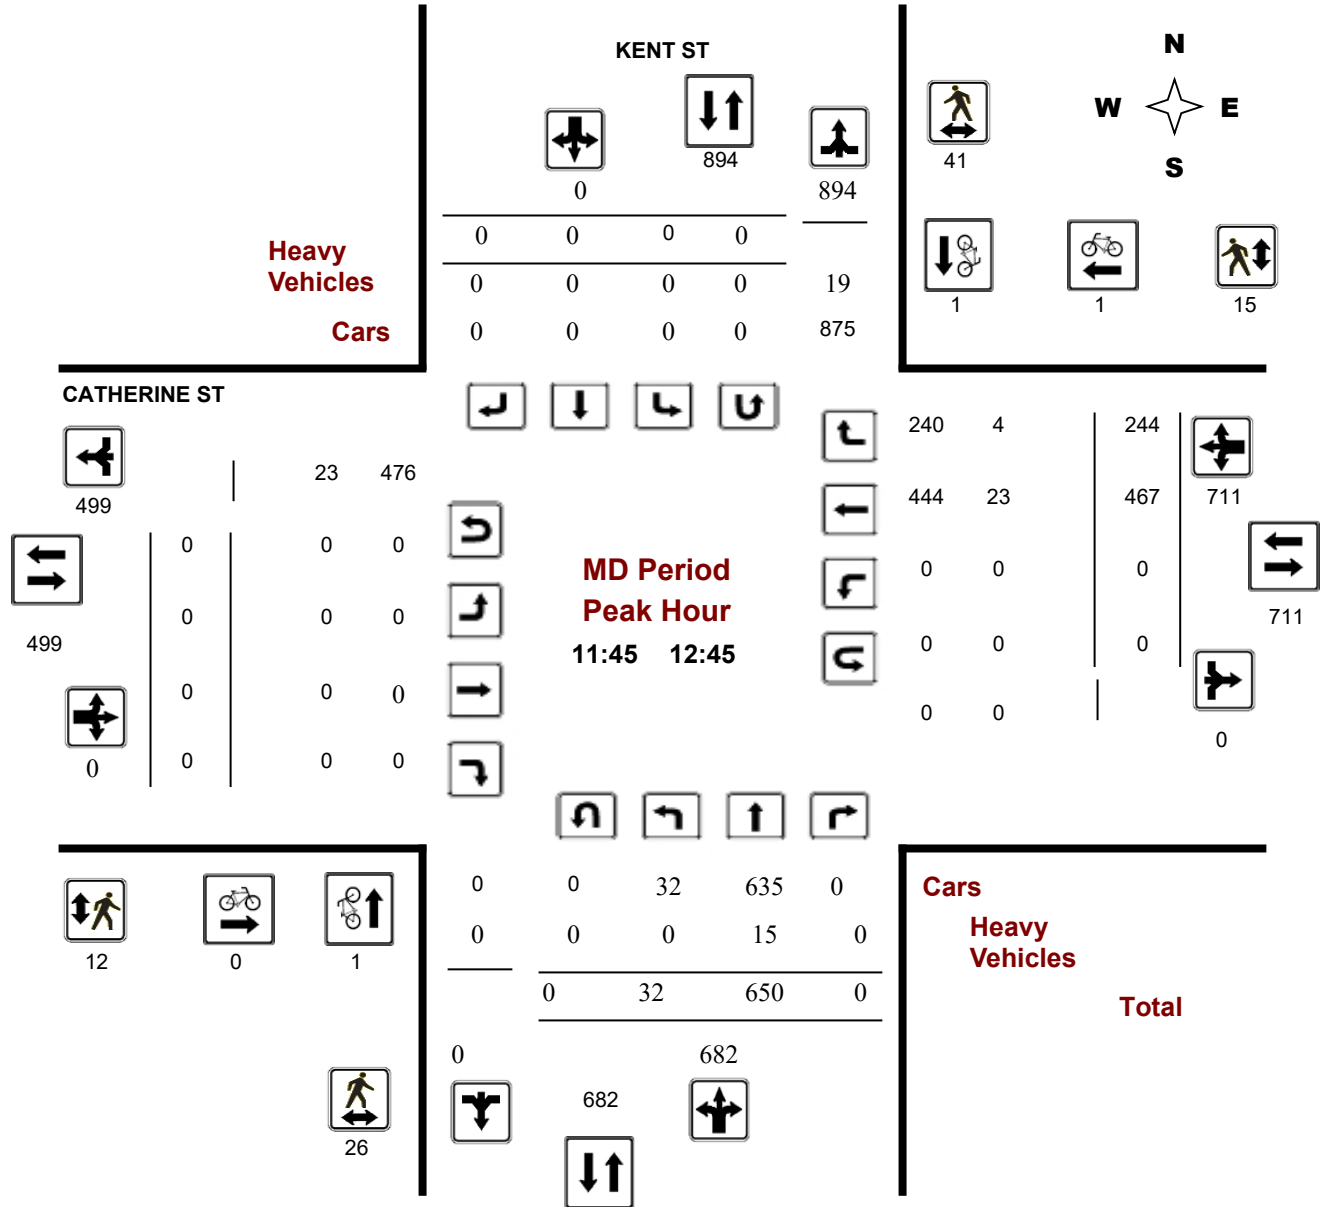 KENT ST
N
W E
S
894
41
0
894
0 0 0 0
Heavy
Vehicles
0 0 0 0 19
Cars
0 0 0 0 875
1 1 15
CATHERINE ST
240 4 244
23 476
499
444 23 467 711
0 0 0
MD Period
0 0 0
Peak Hour
0 0 0
711
499
11:45 12:45
0 0 0
0 0 0
0 0
0
0
0 0 0
0 0 32 635 0
Cars
0 0 0 15 0
Heavy
Vehicles
12 0 1
0 32 650 0
Total
0 682
682
26